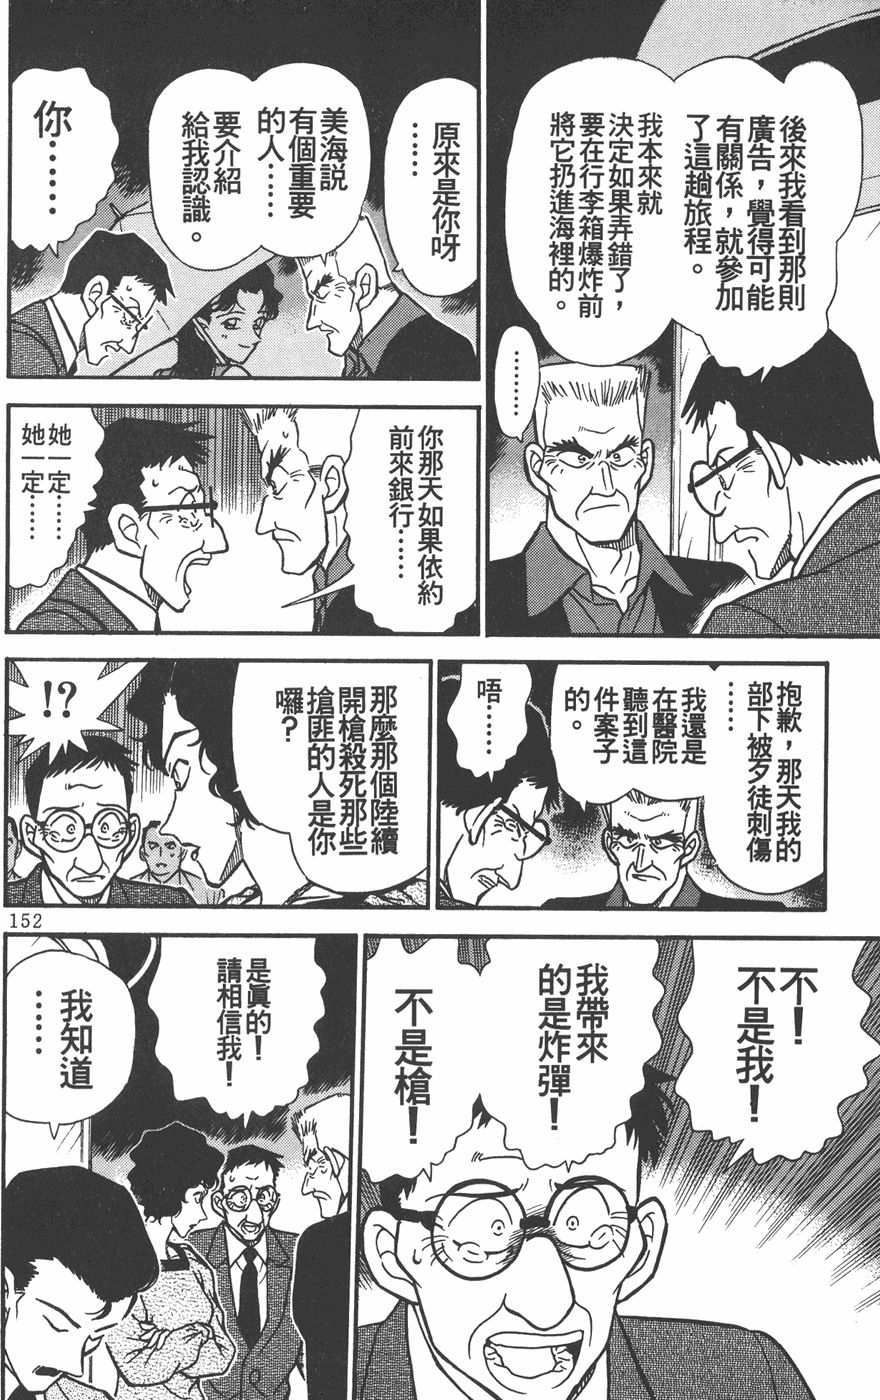 後來我看到那則
廣告，覺得可能
有關係，就參加
了這趟旅程。
我本來就
決定如果弄錯了，
要在行李箱爆炸前
將它扔進海裡的。
………
原來是你呀
……
美海説
有個重要
的人……
要介紹
給我認識。
你……
你那天如果依約
前來銀行……
她一定……
她一定……
抱歉，那天我的
部下被歹徒刺傷
……
我還是
在醫院
聽到這
件案子
的。
唔……
那麼那個陸續
開槍殺死那些
搶匪的人是你
囉？
!?
152
不！
不是我！
我帶來
的是炸彈！
不是槍！
是真的！
請相信我！
我知道
……